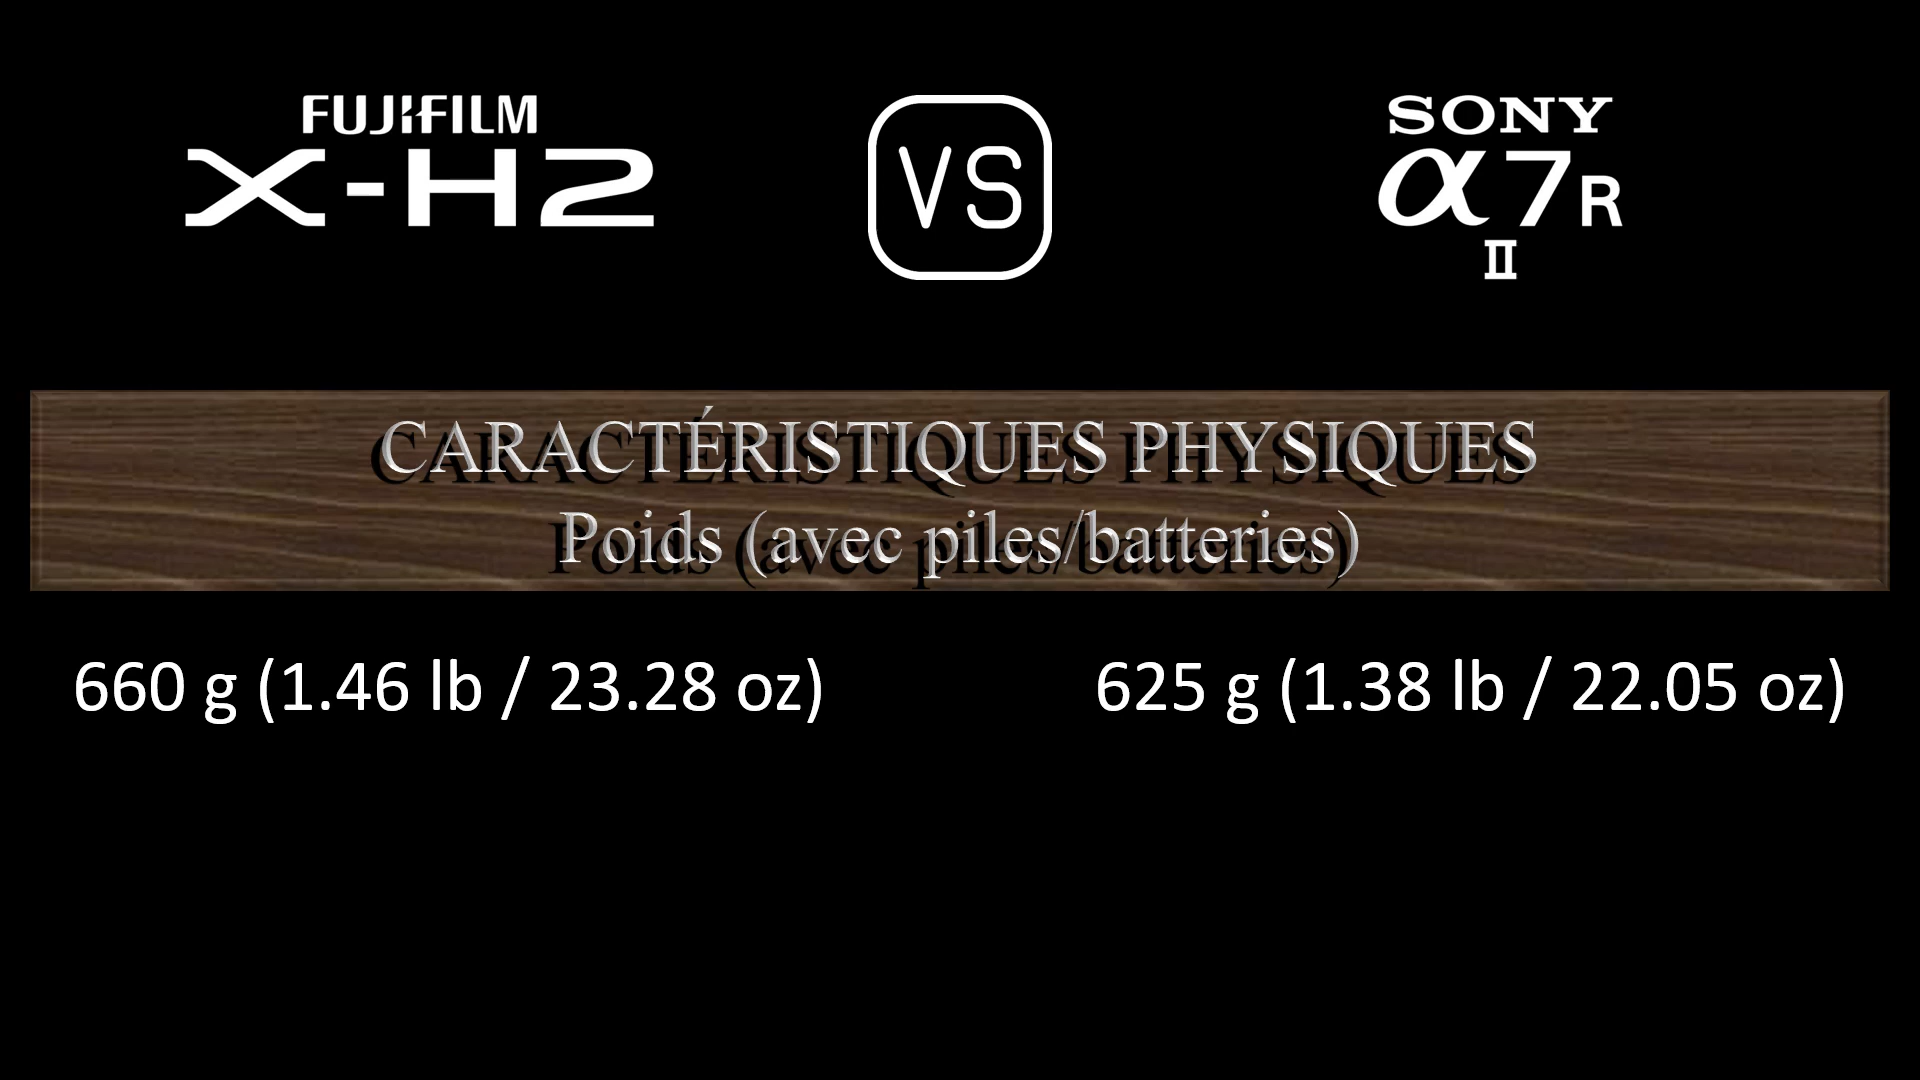 FUJIFILM
X-H2
VS
SONY
α7R
II
CARACTÉRISTIQUES PHYSIQUES
Poids (avec piles/batteries)
660 g (1.46 lb / 23.28 oz)
625 g (1.38 lb / 22.05 oz)